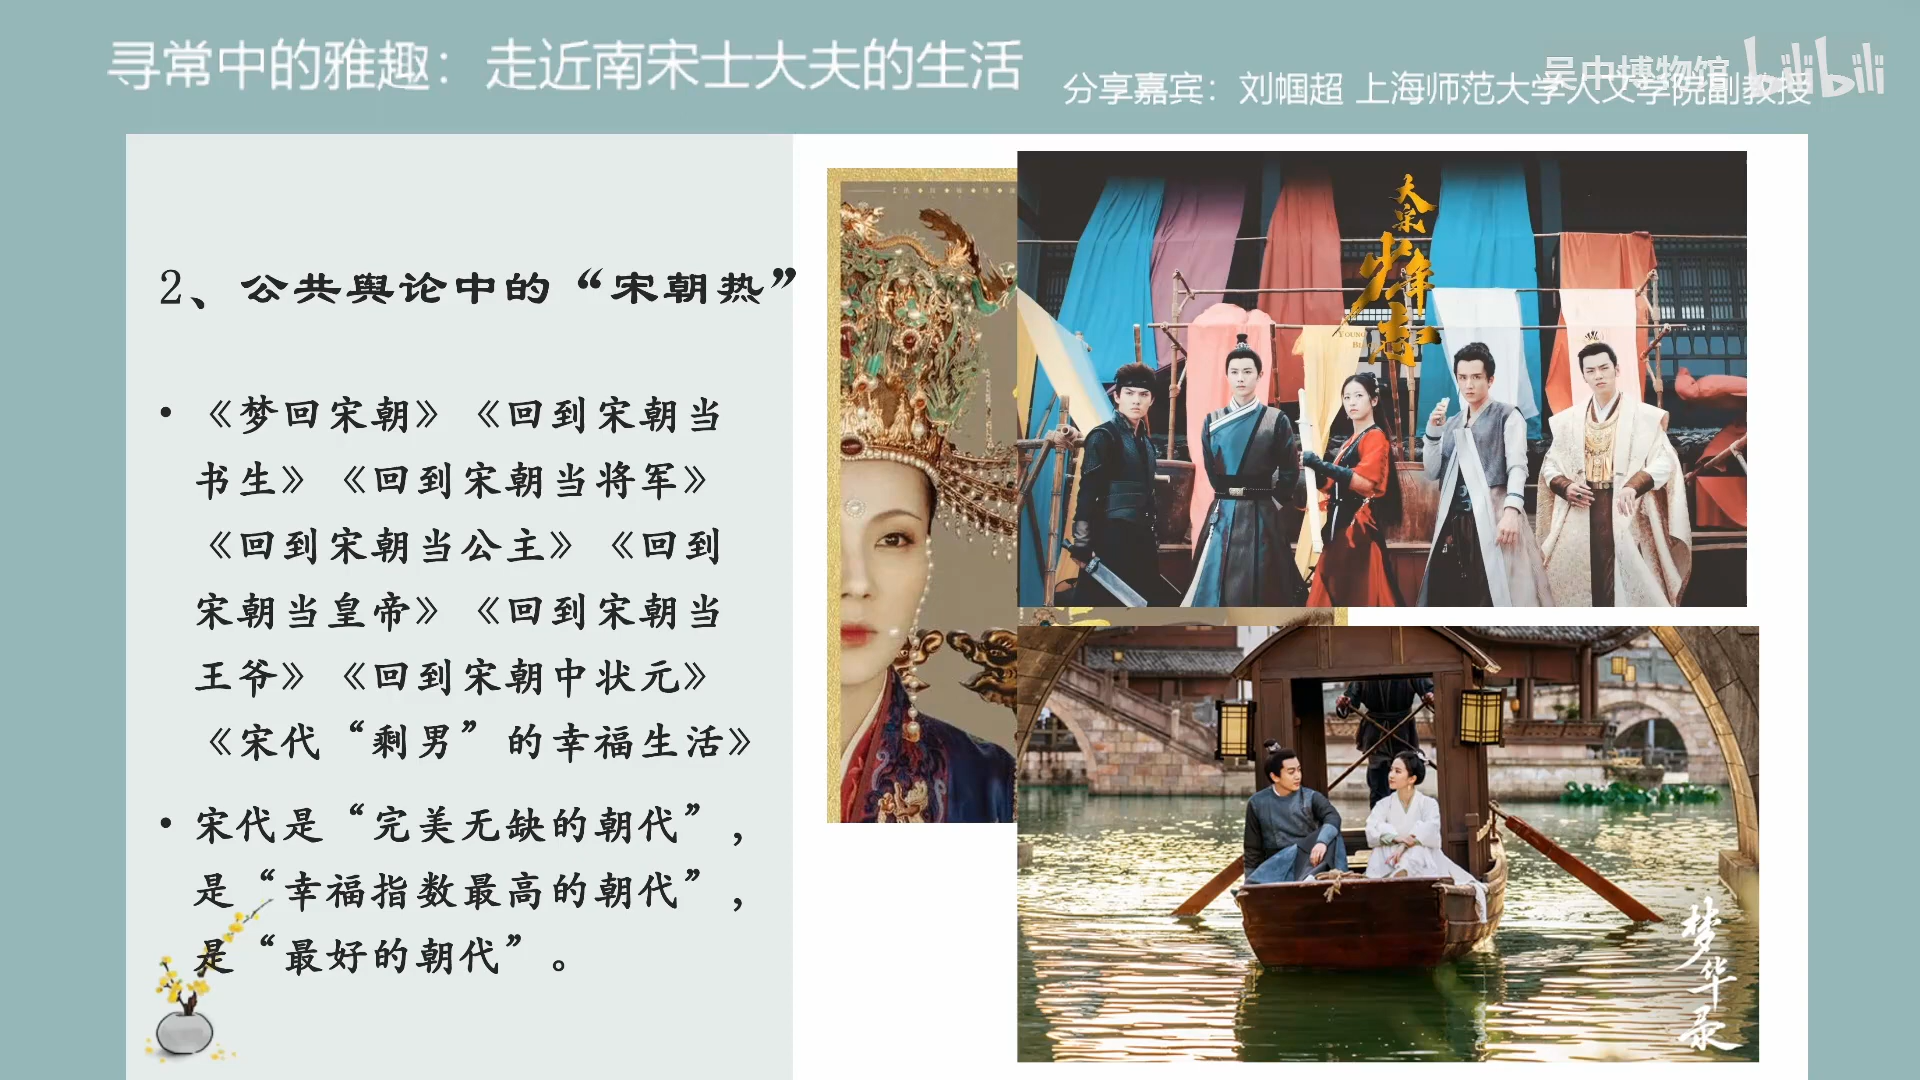 寻常中的雅趣：走近南宋士大夫的生活
分享嘉宾：刘帼超 上海师范大学人文学院副教授
吴中博物馆 bilibili
2、公共舆论中的“宋朝热”
• 《梦回宋朝》《回到宋朝当
书生》《回到宋朝当将军》
《回到宋朝当公主》《回到
宋朝当皇帝》《回到宋朝当
王爷》《回到宋朝中状元》
《宋代“剩男”的幸福生活》
• 宋代是“完美无缺的朝代”，
是“幸福指数最高的朝代”，
是“最好的朝代”。
大宋
少年志
梦华录